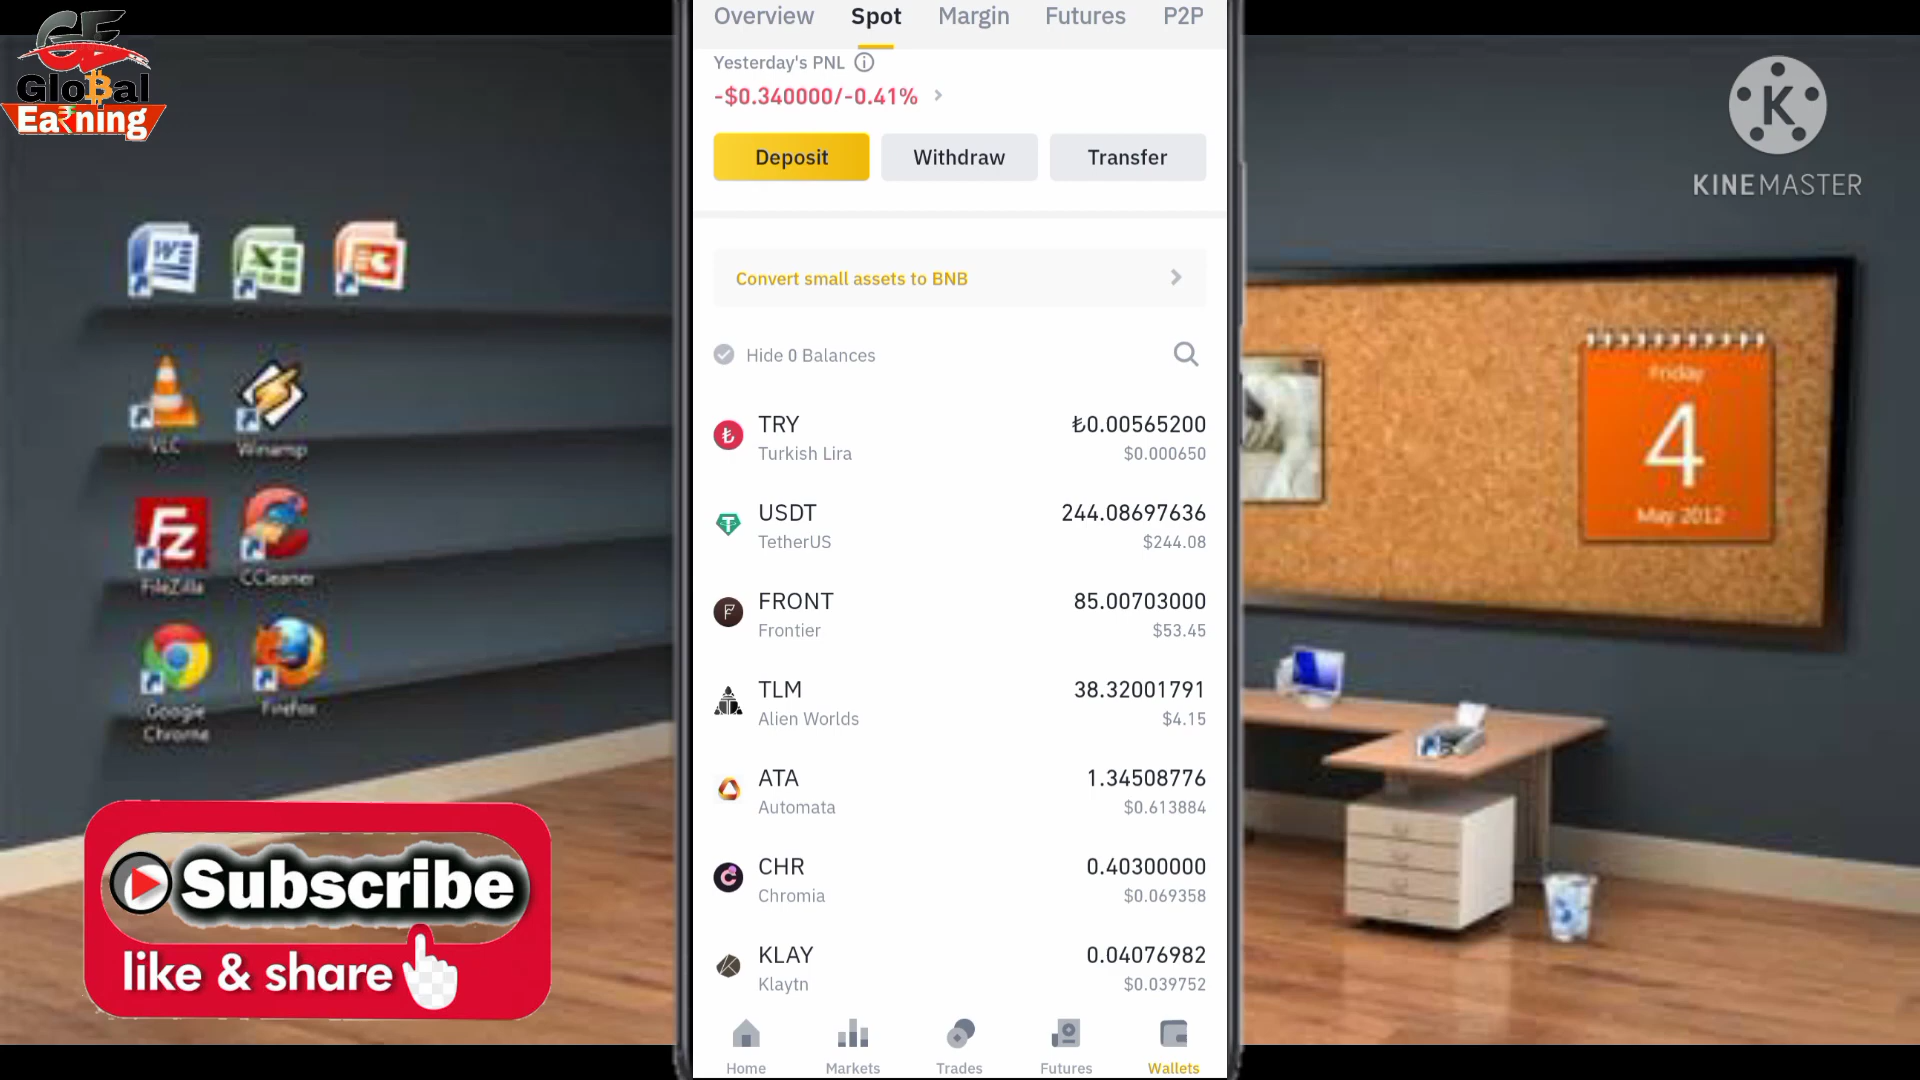 GE
Global
Earning
Overview Spot Margin Futures P2P
Yesterday's PNL
-$0.340000/-0.41%
Deposit Withdraw Transfer
Convert small assets to BNB
Hide 0 Balances
TRY ₺0.00565200
Turkish Lira $0.000650
USDT 244.08697636
TetherUS $244.08
FRONT 85.00703000
Frontier $53.45
TLM 38.32001791
Alien Worlds $4.15
ATA 1.34508776
Automata $0.613884
CHR 0.40300000
Chromia $0.069358
KLAY 0.04076982
Klaytn $0.039752
Home Markets Trades Futures Wallets
K
KINEMASTER
Friday
4
May 2012
VLC Winamp
Fz
FileZilla CCleaner
Google Chrome
Firefox
Subscribe
like & share